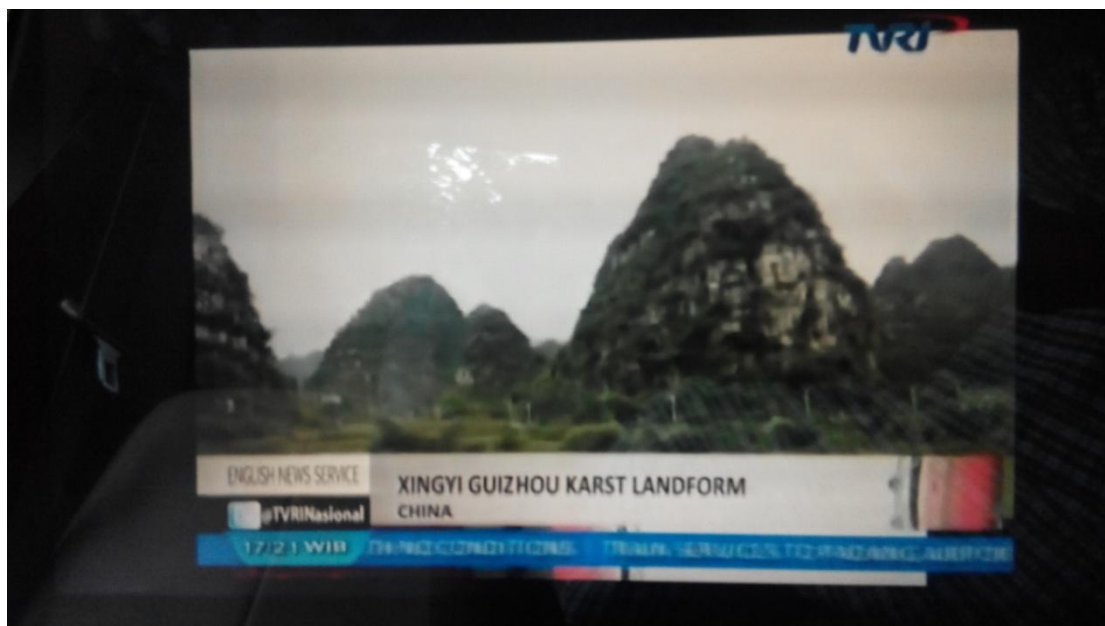 TVRi
ENGLISH NEWS SERVICE
XINGYI GUIZHOU KARST LANDFORM
@TVRINasional
CHINA
17:21 WIB